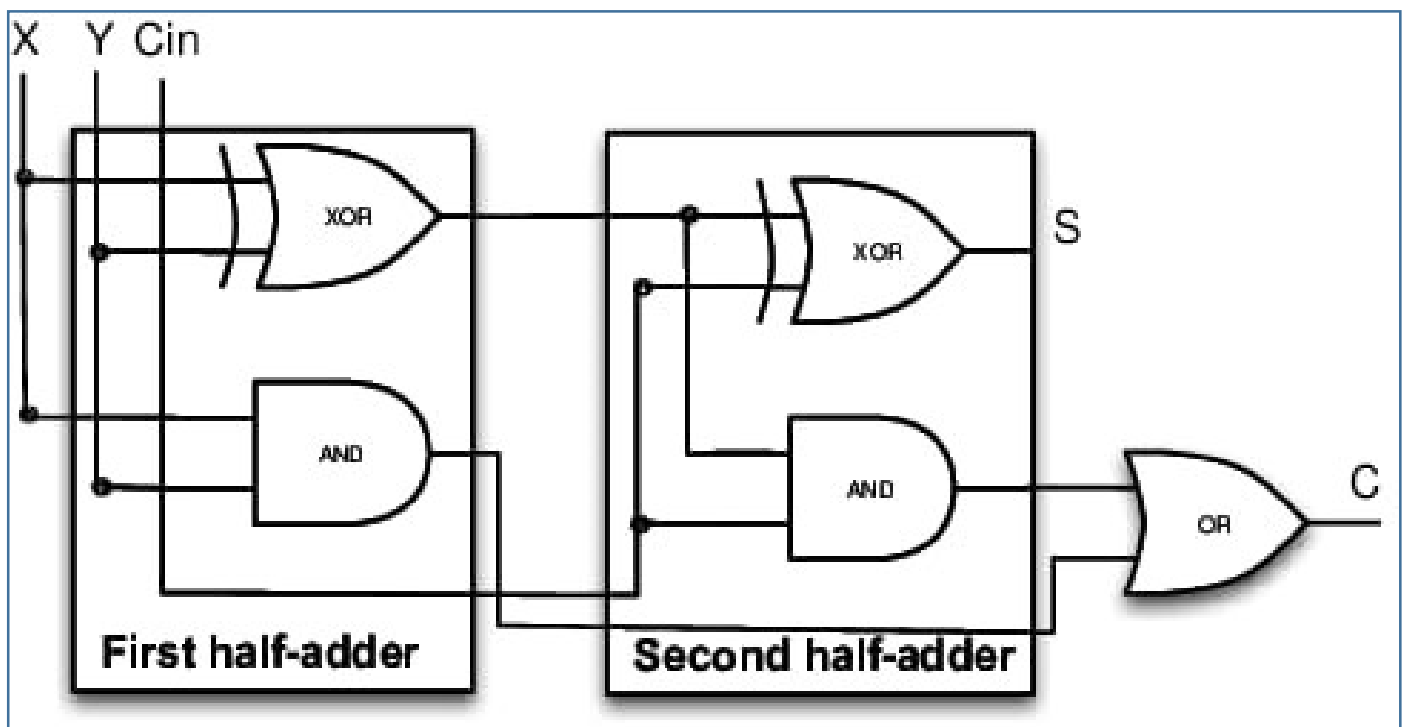 X Y Cin
XOR
XOR
S
AND
AND
C
OR
First half-adder
Second half-adder